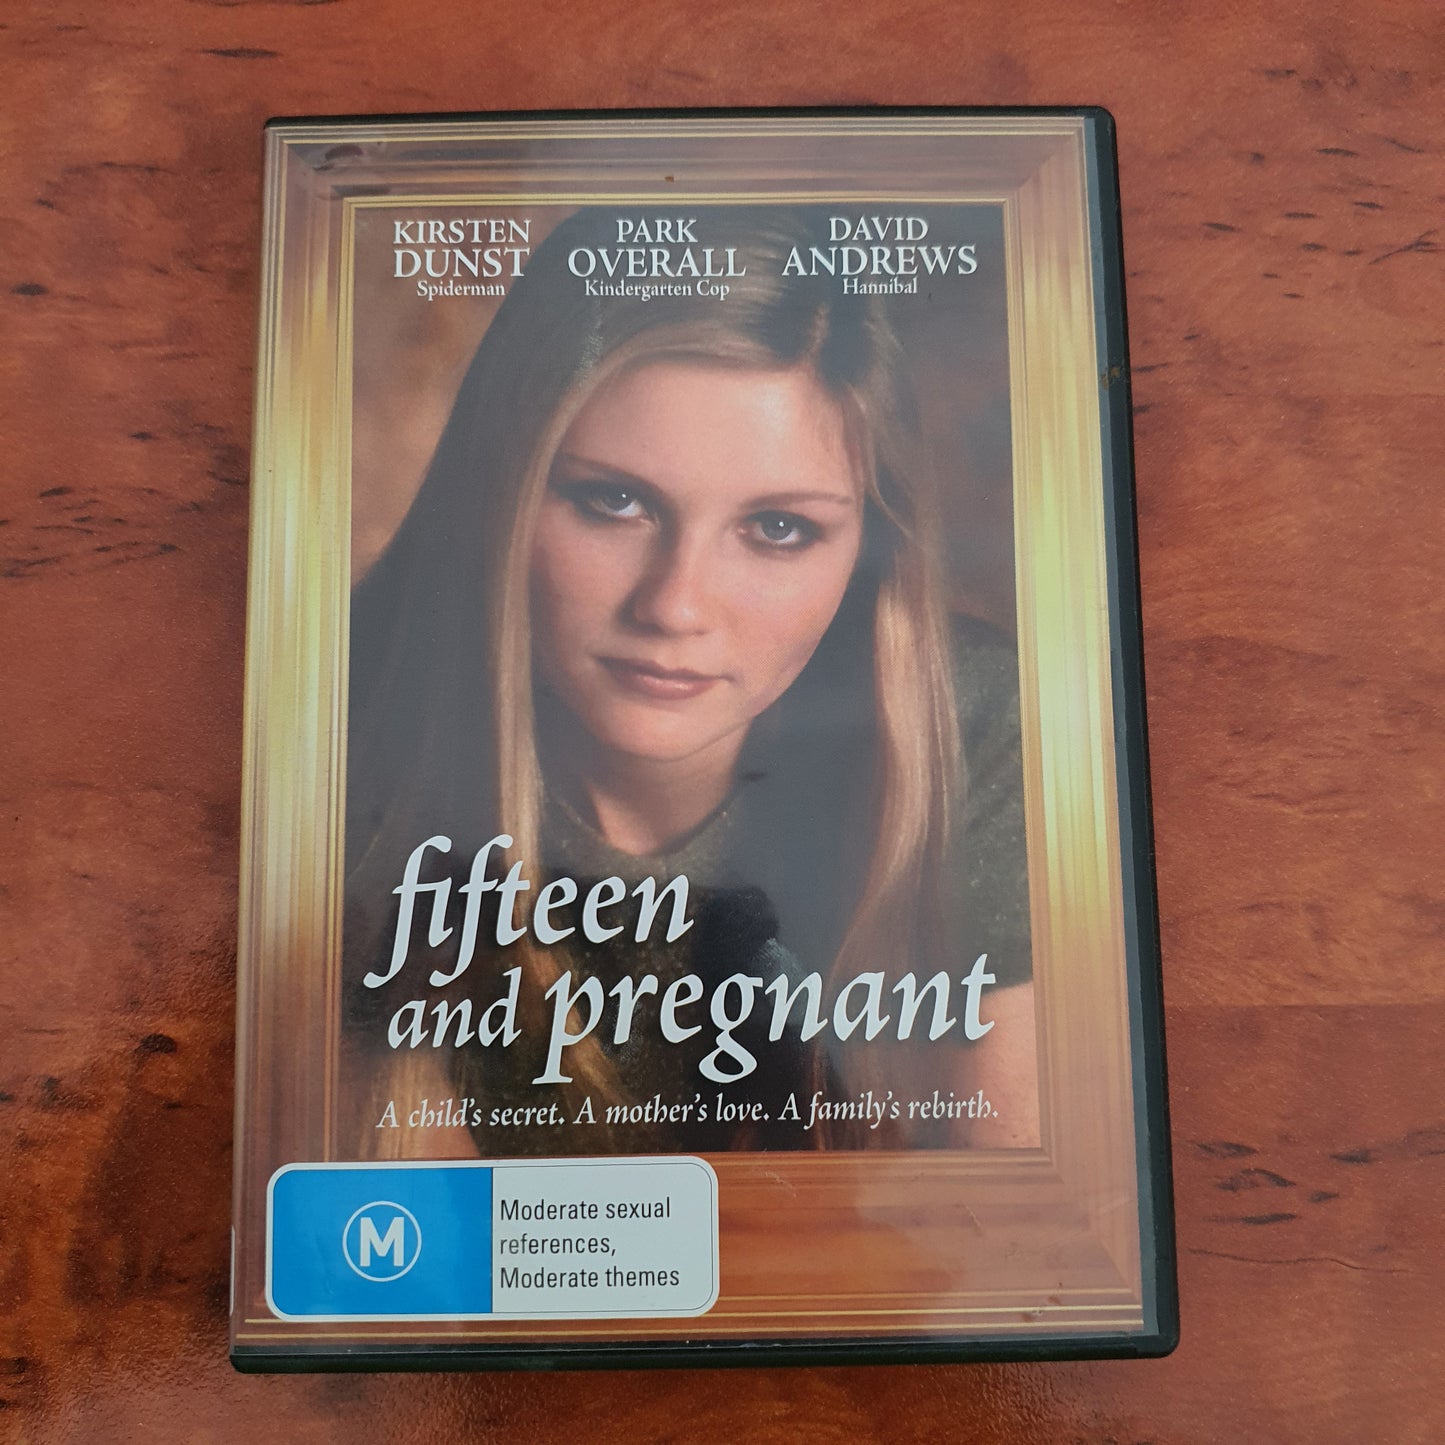 KIRSTEN PARK DAVID
DUNST OVERALL ANDREWS
Spiderman Kindergarten Cop Hannibal
fifteen
and pregnant
A child's secret. A mother's love. A family's rebirth.
M
Moderate sexual
references,
Moderate themes